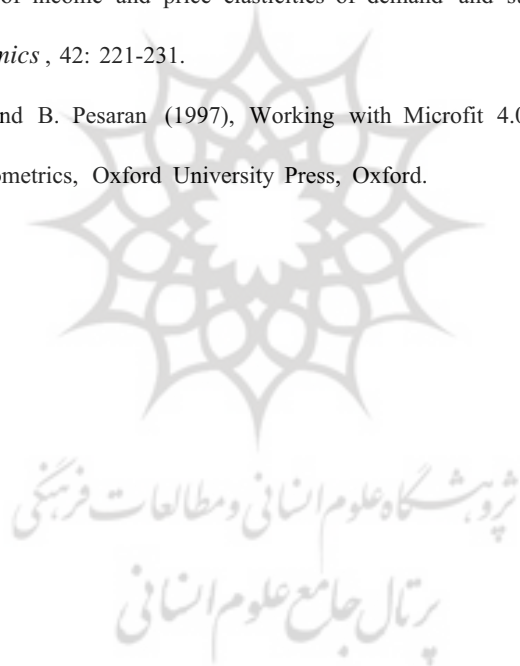 of income and price elasticities of demand and
mics , 42: 221-231.
nd B. Pesaran (1997), Working with Microfit 4.0
ometrics, Oxford University Press, Oxford.
پژوهشگاه علوم انسانی و مطالعات فرهنگی
پرتال جامع علوم انسانی